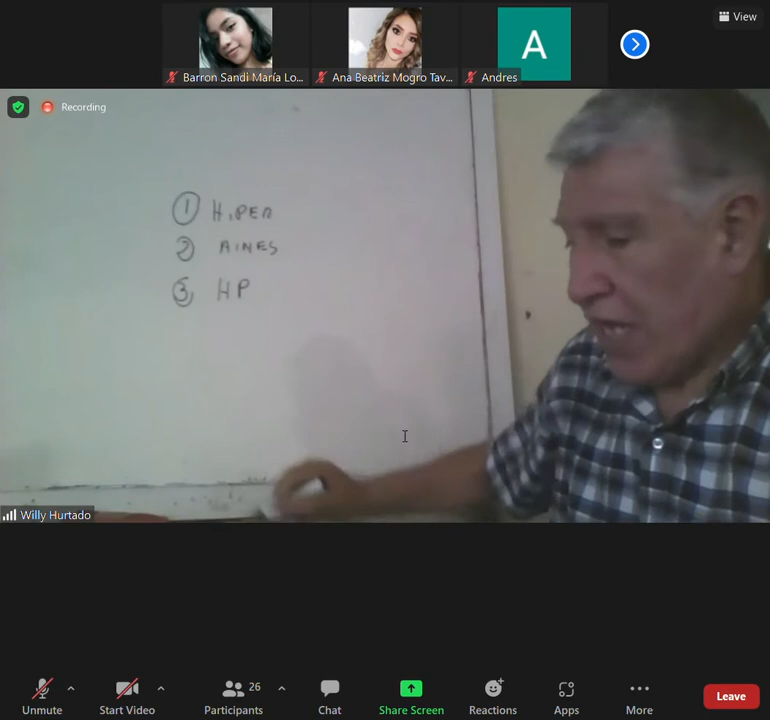 View
Barron Sandi María Lo...
Ana Beatriz Mogro Tav...
A
Andres
Recording
① HIPER
② AINES
③ HP
Willy Hurtado
Unmute
Start Video
26
Participants
Chat
Share Screen
Reactions
Apps
More
Leave